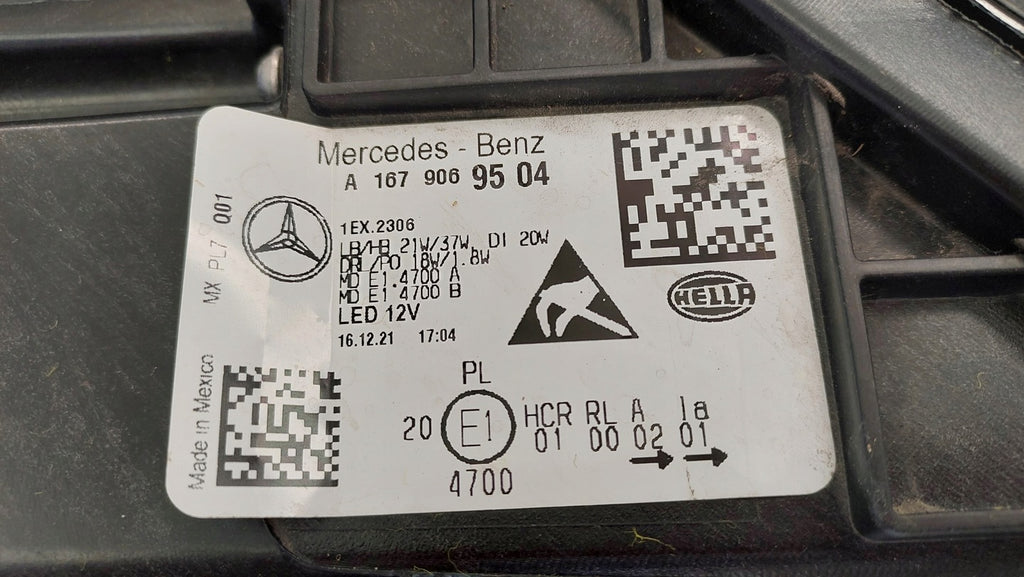 Mercedes - Benz
A 167 906 95 04
MX PL7 Q01
1EX.2306
LB/HB 21W/37W, DI 20W
DRL/PO 18W/1.8W
MD E1.4700 A
MD E1.4700 B
LED 12V
16.12.21 17:04
HELLA
Made in Mexico
PL
20 E1 HCR RL A 1a
01 00 02 01
4700